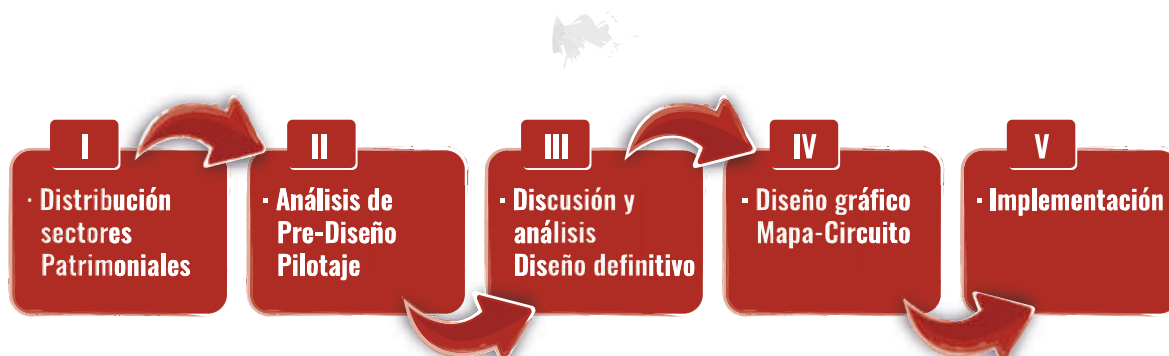 I
· Distribución
sectores
Patrimoniales
II
· Análisis de
Pre-Diseño
Pilotaje
III
· Discusión y
análisis
Diseño definitivo
IV
· Diseño gráfico
Mapa-Circuito
V
· Implementación